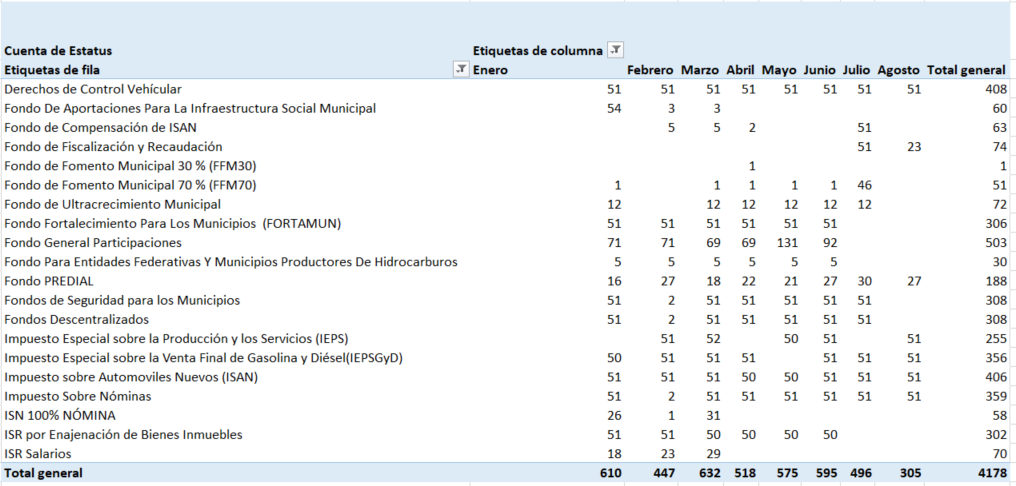 Cuenta de Estatus Etiquetas de columna
Etiquetas de fila Enero Febrero Marzo Abril Mayo Junio Julio Agosto Total general
Derechos de Control Vehícular 51 51 51 51 51 51 51 51 408
Fondo De Aportaciones Para La Infraestructura Social Municipal 54 3 3 60
Fondo de Compensación de ISAN 5 5 2 51 63
Fondo de Fiscalización y Recaudación 51 23 74
Fondo de Fomento Municipal 30 % (FFM30) 1 1
Fondo de Fomento Municipal 70 % (FFM70) 1 1 1 1 1 46 51
Fondo de Ultracrecimiento Municipal 12 12 12 12 12 12 72
Fondo Fortalecimiento Para Los Municipios (FORTAMUN) 51 51 51 51 51 51 306
Fondo General Participaciones 71 71 69 69 131 92 503
Fondo Para Entidades Federativas Y Municipios Productores De Hidrocarburos 5 5 5 5 5 5 30
Fondo PREDIAL 16 27 18 22 21 27 30 27 188
Fondos de Seguridad para los Municipios 51 2 51 51 51 51 51 308
Fondos Descentralizados 51 2 51 51 51 51 51 308
Impuesto Especial sobre la Producción y los Servicios (IEPS) 51 52 50 51 51 255
Impuesto Especial sobre la Venta Final de Gasolina y Diésel(IEPSGyD) 50 51 51 51 51 51 51 356
Impuesto sobre Automoviles Nuevos (ISAN) 51 51 51 50 50 51 51 51 406
Impuesto Sobre Nóminas 51 2 51 51 51 51 51 51 359
ISN 100% NÓMINA 26 1 31 58
ISR por Enajenación de Bienes Inmuebles 51 51 50 50 50 50 302
ISR Salarios 18 23 29 70
Total general 610 447 632 518 575 595 496 305 4178